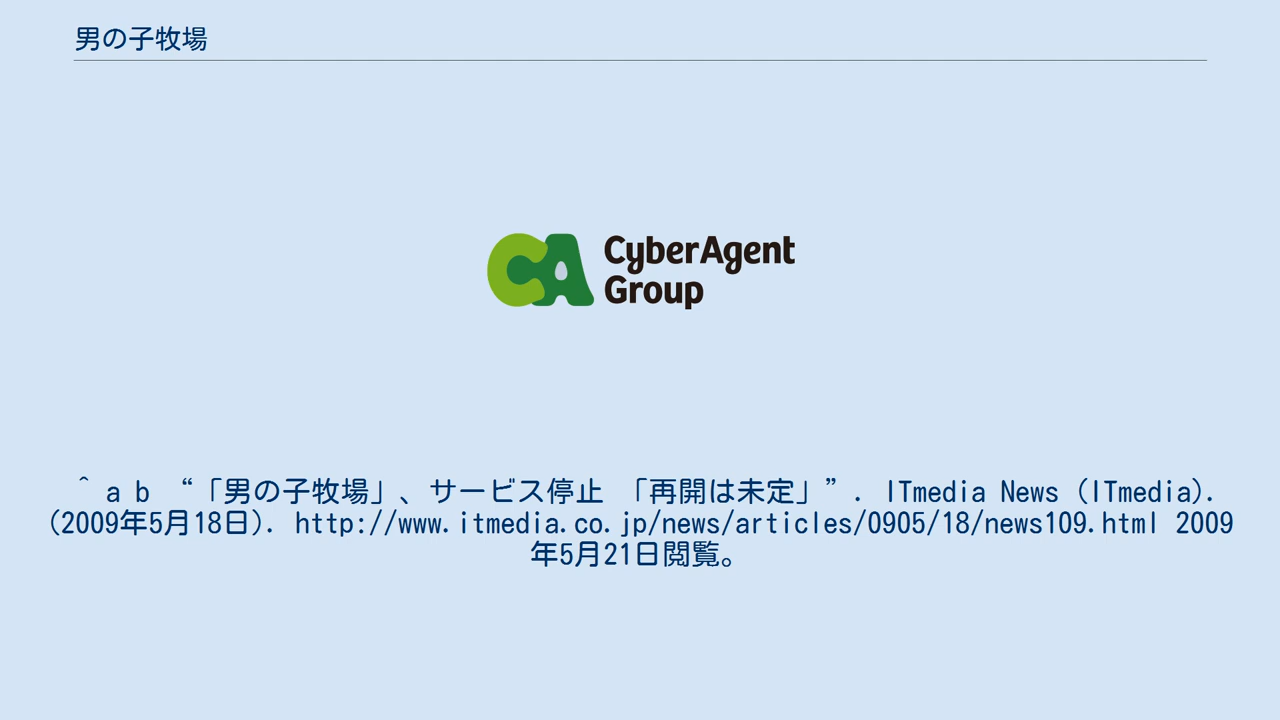 男の子牧場
CyberAgent
Group
^ a b “「男の子牧場」、サービス停止 「再開は未定」”. ITmedia News (ITmedia).
(2009年5月18日). http://www.itmedia.co.jp/news/articles/0905/18/news109.html 2009
年5月21日閲覧。